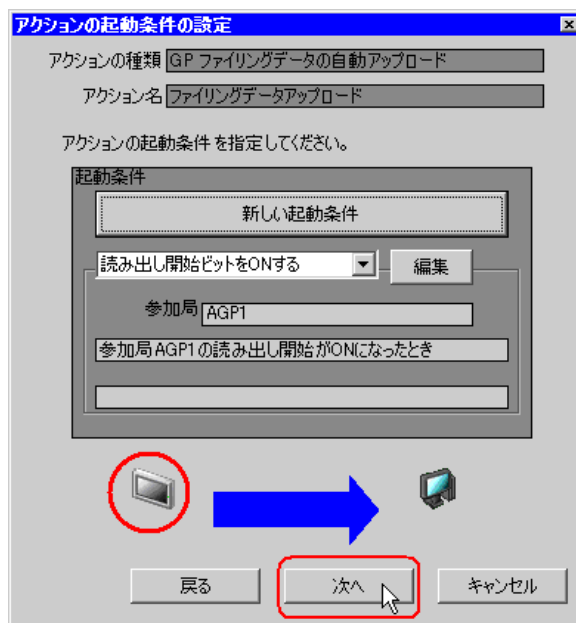 アクションの起動条件の設定
アクションの種類 GP ファイリングデータの自動アップロード
アクション名 ファイリングデータアップロード
アクションの起動条件 を指定してください。
起動条件
新しい起動条件
読み出し開始ビットをONする 編集
参加局 AGP1
参加局 AGP1 の読み出し開始がONになったとき
戻る 次へ キャンセル